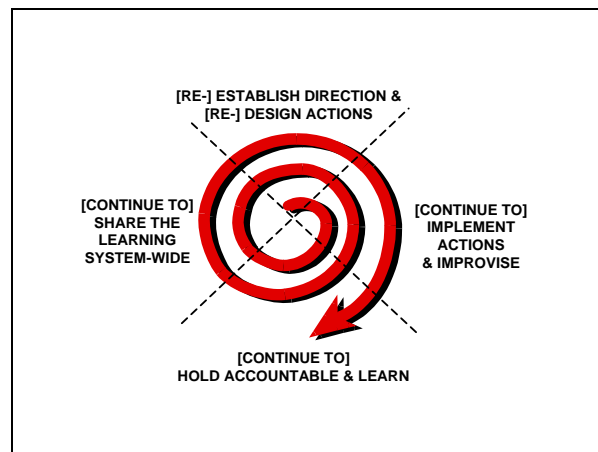 [RE-] ESTABLISH DIRECTION &
[RE-] DESIGN ACTIONS
[CONTINUE TO]
SHARE THE
LEARNING
SYSTEM-WIDE
[CONTINUE TO]
IMPLEMENT
ACTIONS
& IMPROVISE
[CONTINUE TO]
HOLD ACCOUNTABLE & LEARN